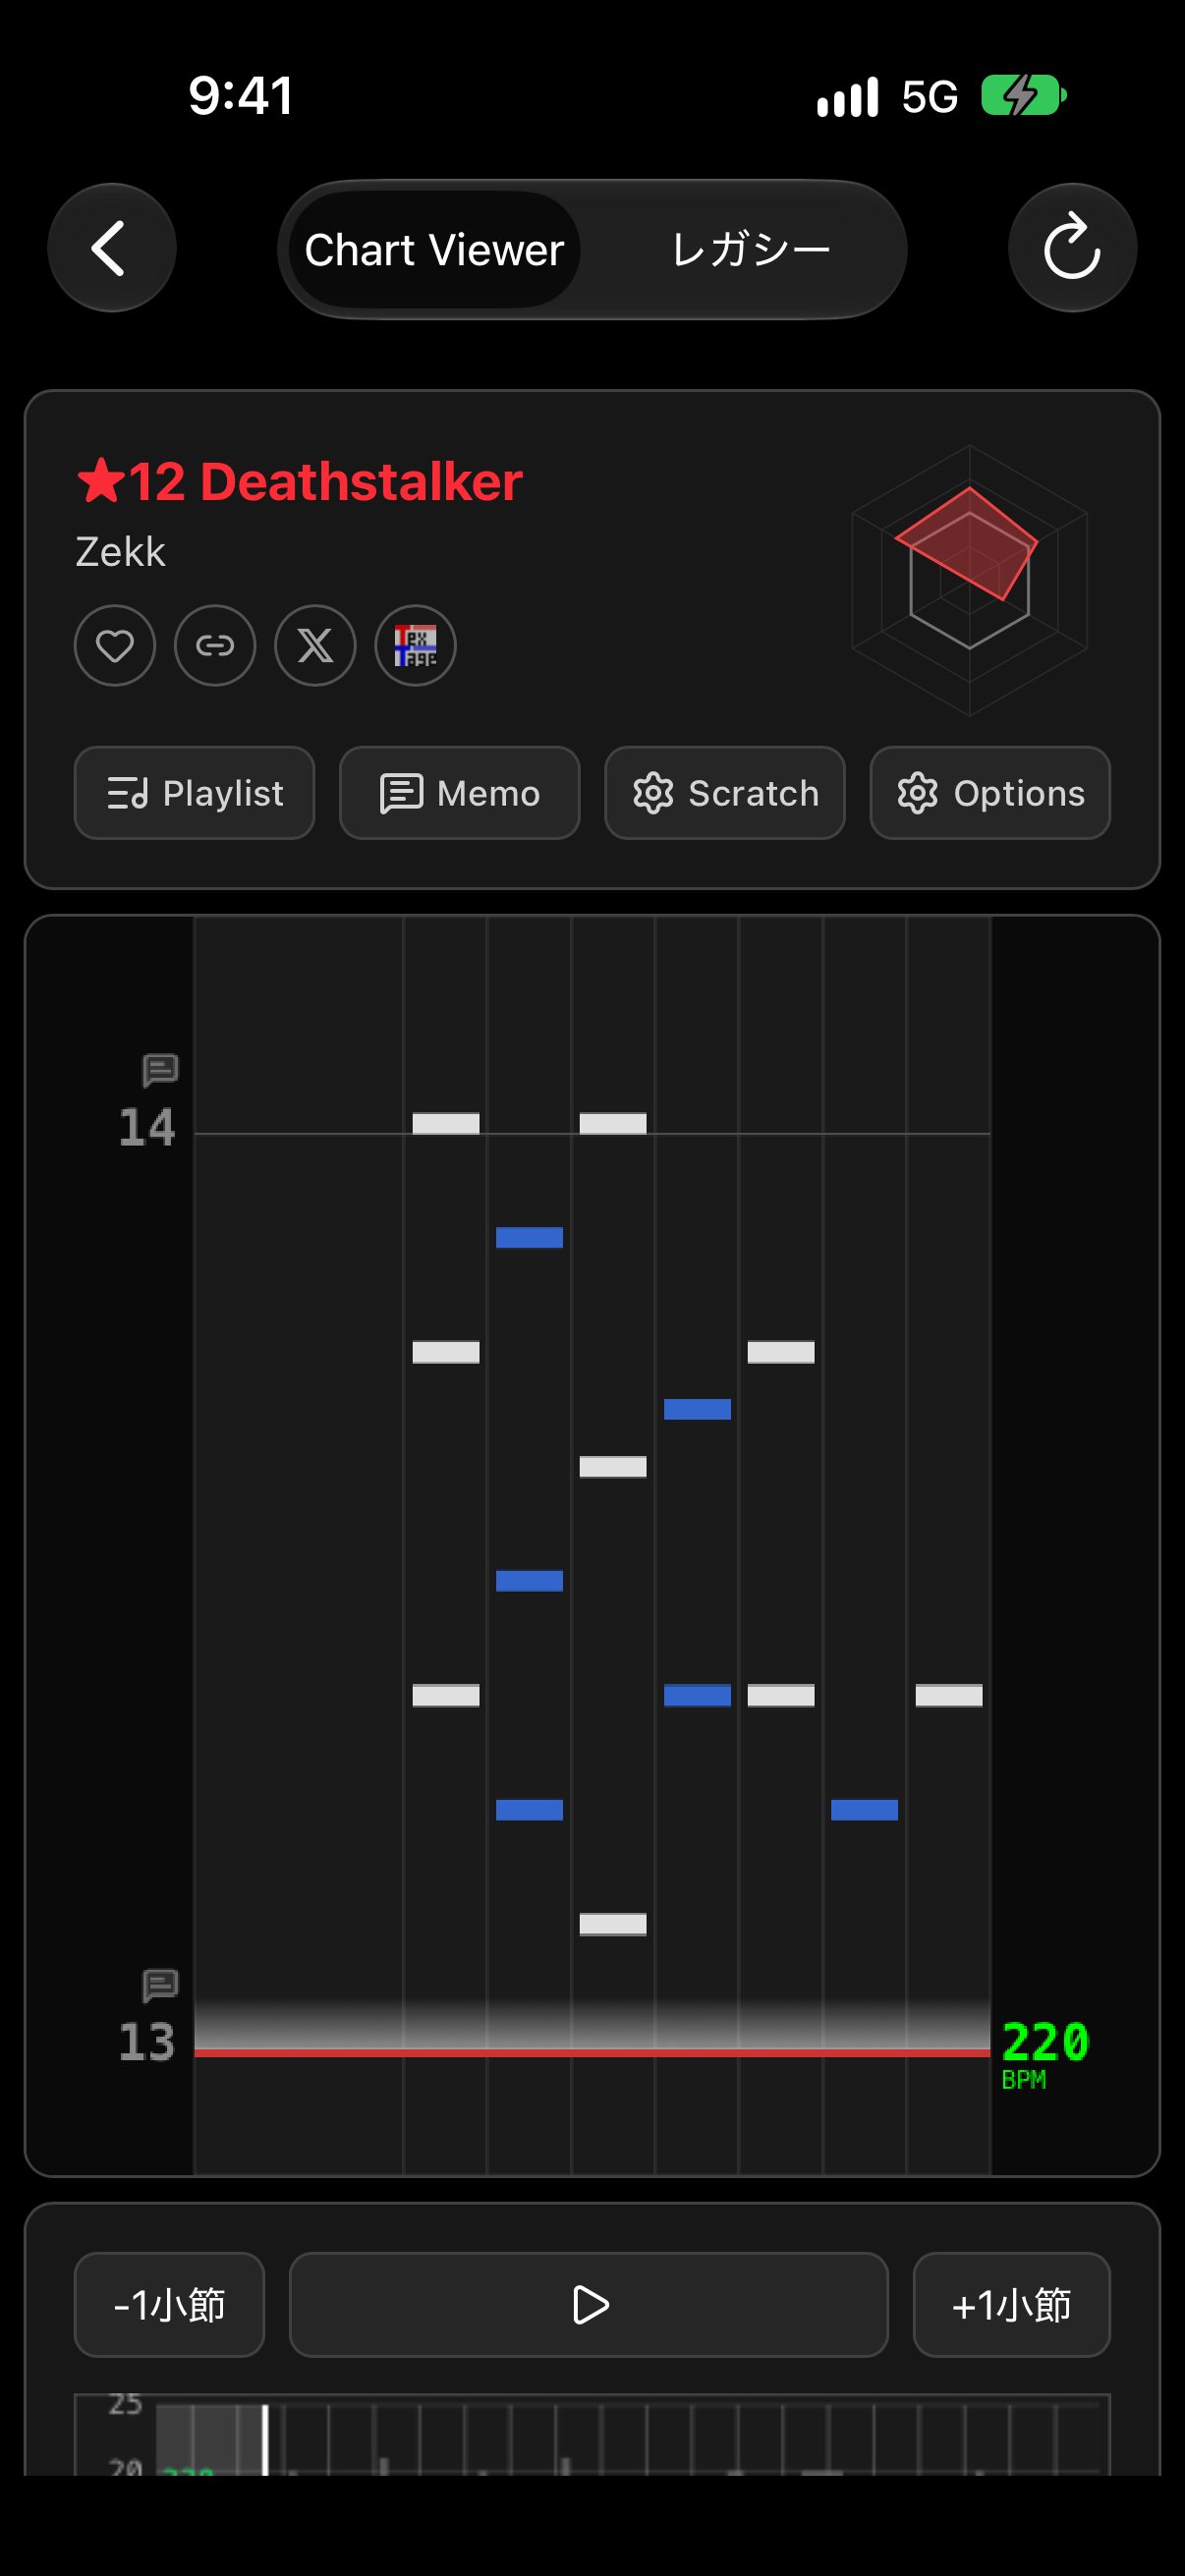 9:41
5G
Chart Viewer
レガシー
★12 Deathstalker
Zekk
Playlist
Memo
Scratch
Options
14
13
220
BPM
-1小節
+1小節
25
20